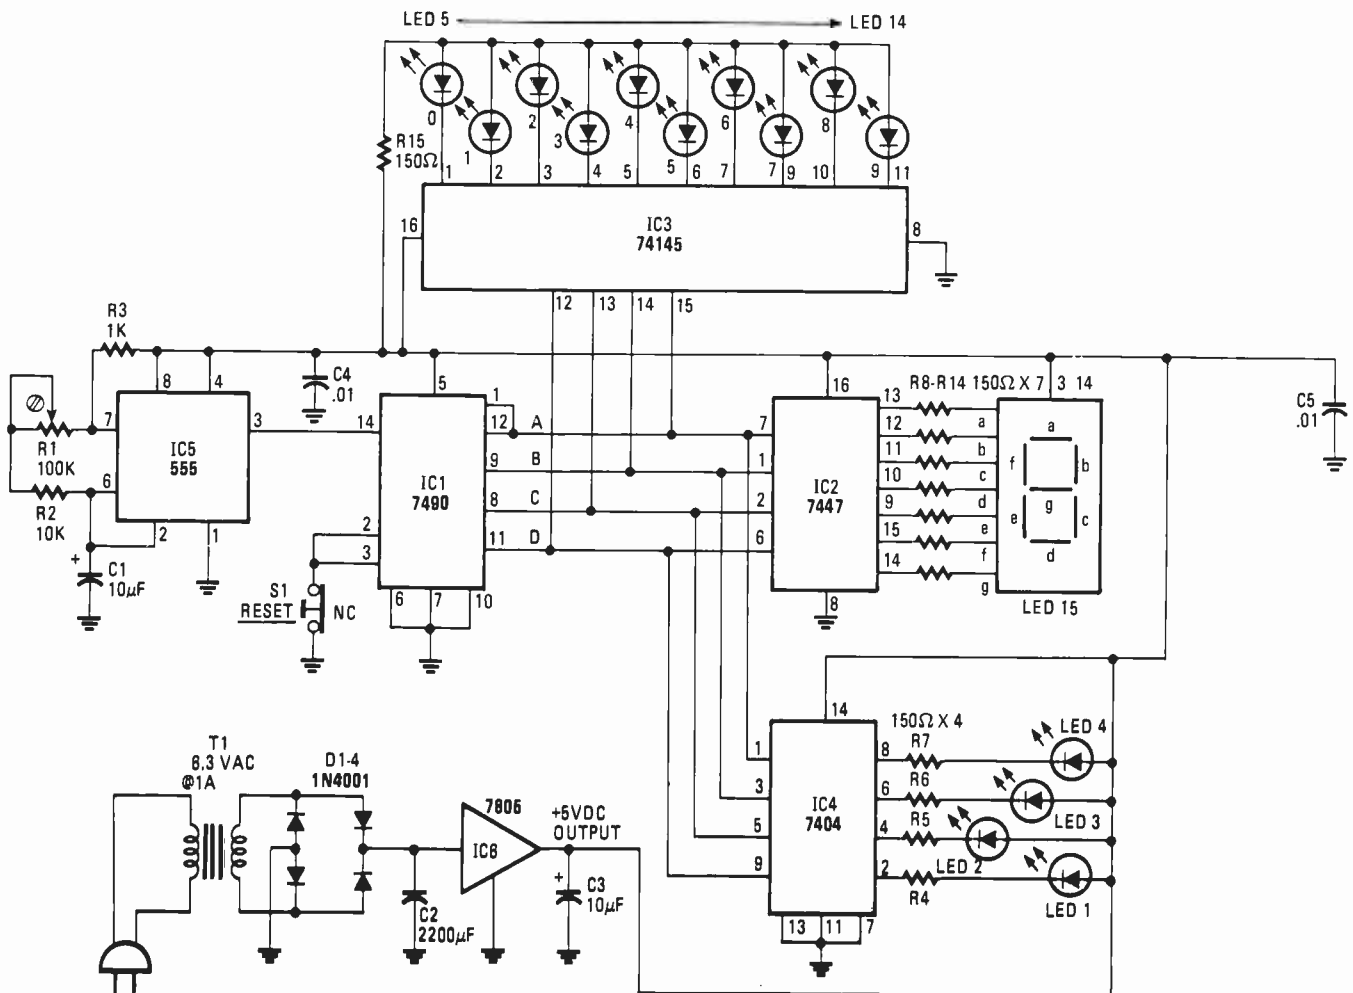 LED 5
LED 14
0
1
2
3
4
5
6
7
8
9
R15
150Ω
1
2
3
4
5
6
7
9
10
11
IC3
74145
16
8
12
13
14
15
R3
1K
8
4
C4
.01
7
3
R1
100K
IC5
555
6
R2
10K
2
1
+
C1
10μF
5
1
14
12
A
9
B
IC1
7490
8
C
2
11
D
3
6
7
10
S1
RESET
NC
16
7
1
2
6
IC2
7447
13
12
11
10
9
15
14
8
R8-R14 150Ω X 7
3
14
a
b
c
d
e
f
g
a
f
b
g
e
c
d
LED 15
C5
.01
T1
6.3 VAC
@1A
D1-4
1N4001
7805
IC6
+5VDC
OUTPUT
C2
2200μF
+
C3
10μF
14
1
3
5
9
IC4
7404
8
6
4
2
13
11
7
150Ω X 4
R7
R6
R5
R4
LED 4
LED 3
LED 2
LED 1